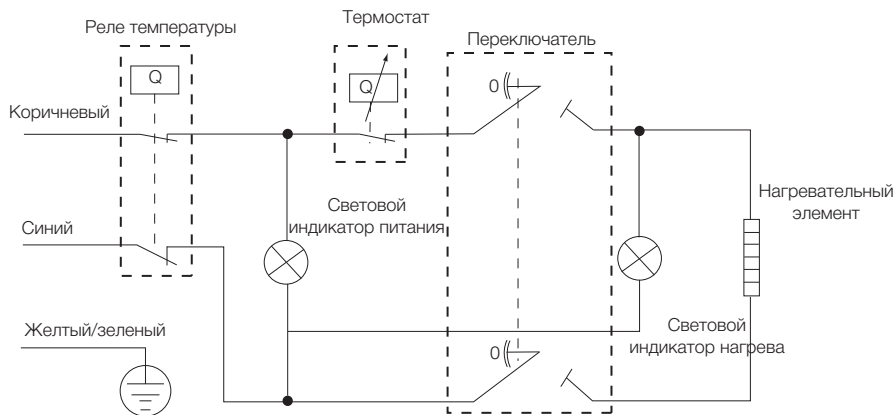 Термостат
Реле температуры
Переключатель
Q
Q
0
Коричневый
Нагревательный
элемент
Световой
индикатор питания
Синий
Желтый/зеленый
Световой
индикатор нагрева
0